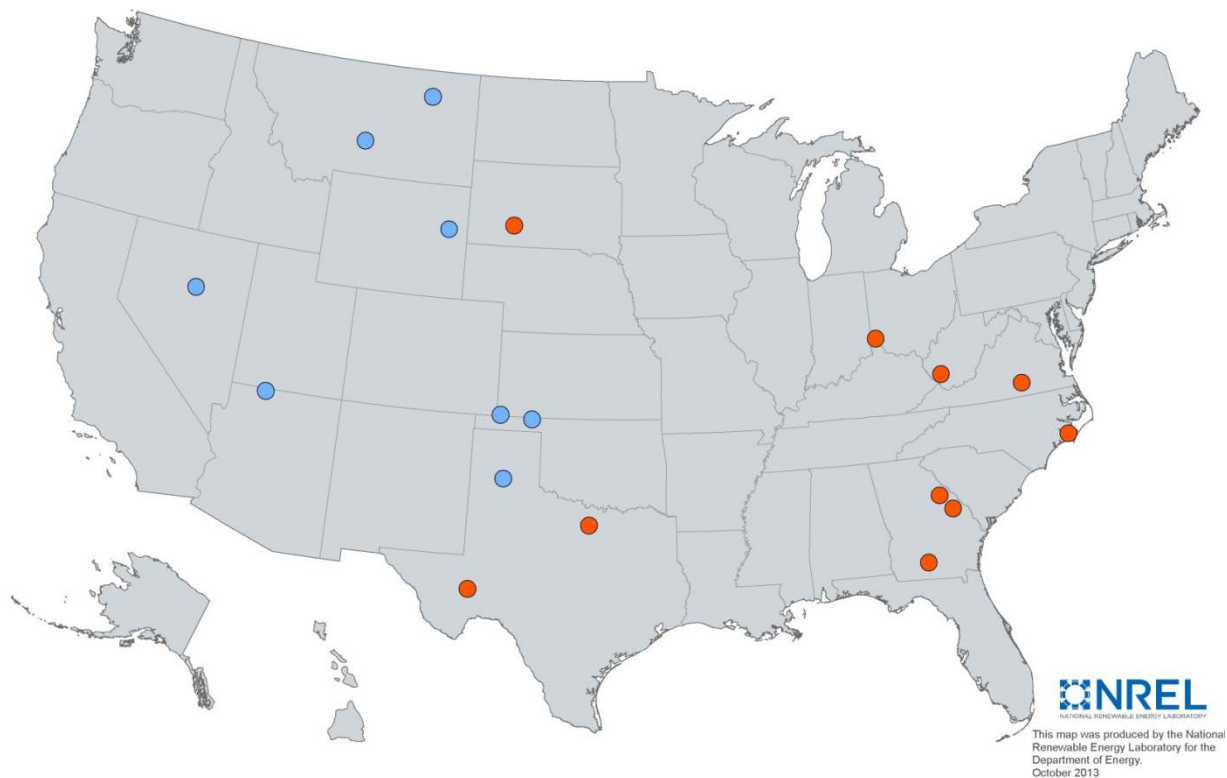 NREL
NATIONAL RENEWABLE ENERGY LABORATORY
This map was produced by the National
Renewable Energy Laboratory for the
Department of Energy.
October 2013